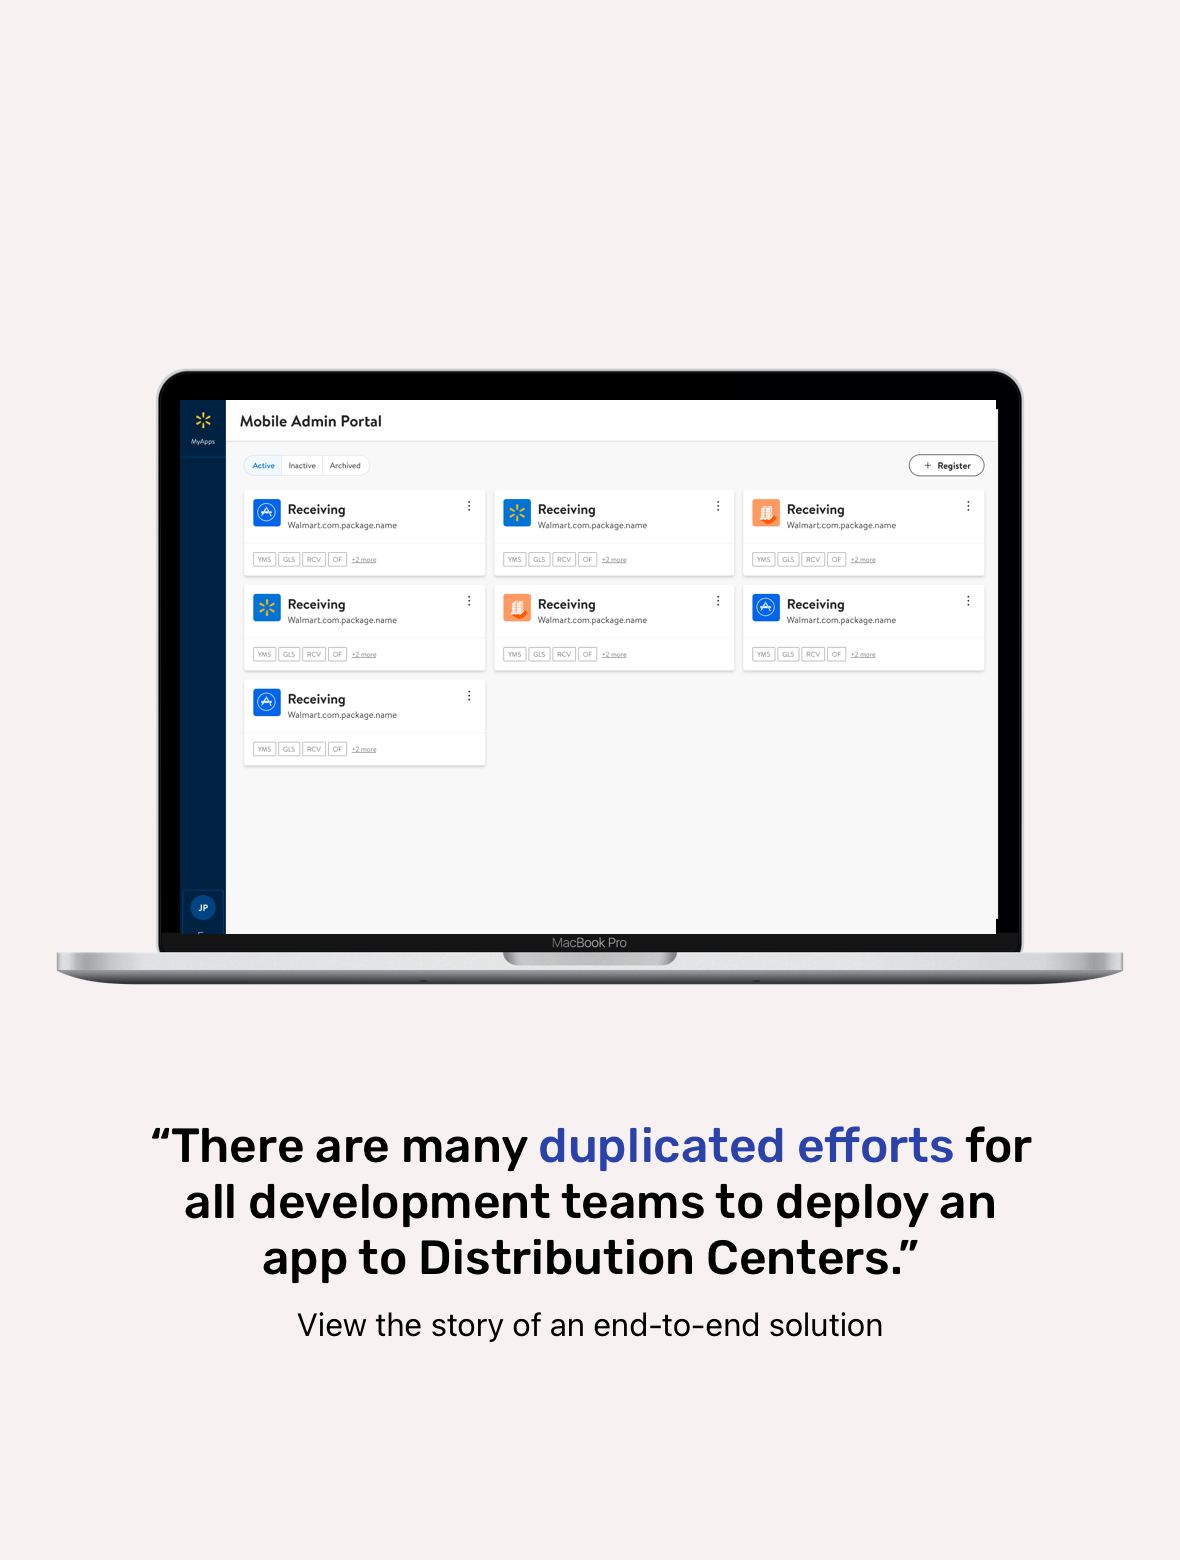 Mobile Admin Portal
MyApps
Active Inactive Archived
+ Register
Receiving Receiving Receiving
Walmart.com.package.name Walmart.com.package.name Walmart.com.package.name
YMS GLS RCV OF +2 more YMS GLS RCV OF +2 more YMS GLS RCV OF +2 more
Receiving Receiving Receiving
Walmart.com.package.name Walmart.com.package.name Walmart.com.package.name
YMS GLS RCV OF +2 more YMS GLS RCV OF +2 more YMS GLS RCV OF +2 more
Receiving
Walmart.com.package.name
YMS GLS RCV OF +2 more
JP
MacBook Pro
“There are many duplicated efforts for
all development teams to deploy an
app to Distribution Centers.”
View the story of an end-to-end solution